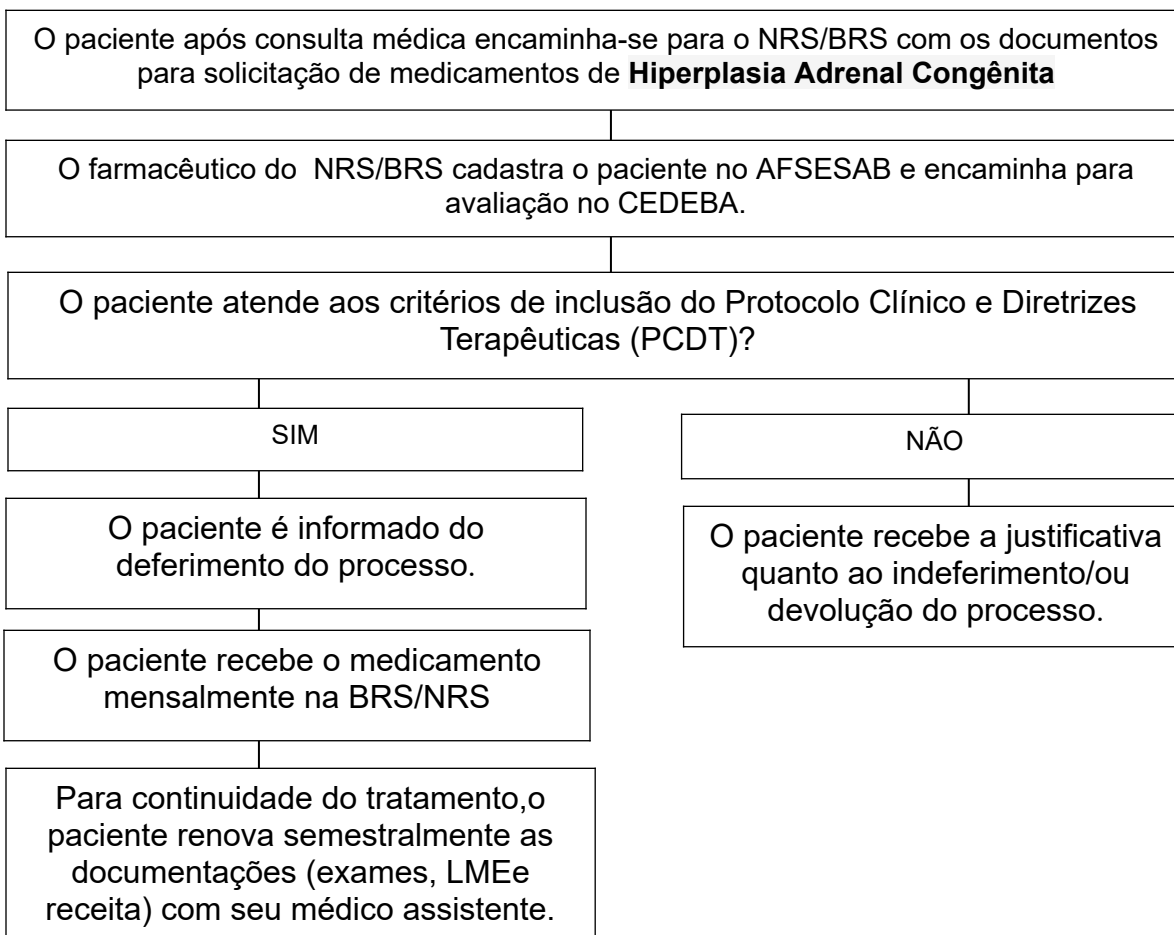 O paciente após consulta médica encaminha-se para o NRS/BRS com os documentos
para solicitação de medicamentos de Hiperplasia Adrenal Congênita
O farmacêutico do NRS/BRS cadastra o paciente no AFSESAB e encaminha para
avaliação no CEDEBA.
O paciente atende aos critérios de inclusão do Protocolo Clínico e Diretrizes
Terapêuticas (PCDT)?
SIM
NÃO
O paciente é informado do
deferimento do processo.
O paciente recebe a justificativa
quanto ao indeferimento/ou
devolução do processo.
O paciente recebe o medicamento
mensalmente na BRS/NRS
Para continuidade do tratamento,o
paciente renova semestralmente as
documentações (exames, LMEe
receita) com seu médico assistente.